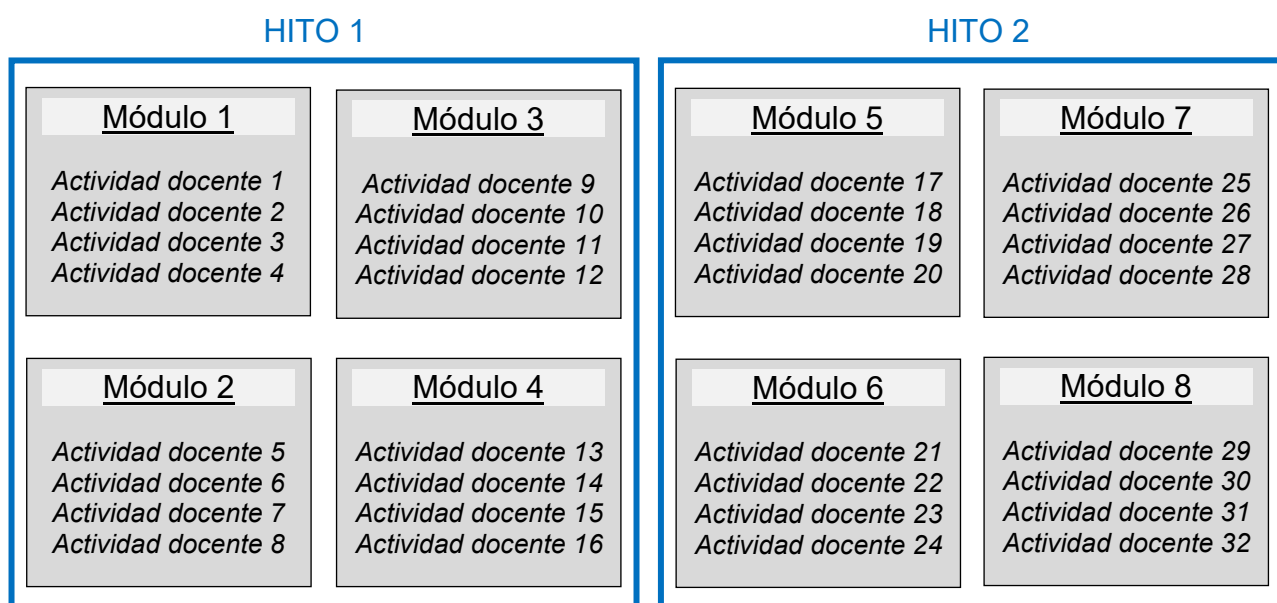 HITO 1
Módulo 1
Actividad docente 1
Actividad docente 2
Actividad docente 3
Actividad docente 4
Módulo 2
Actividad docente 5
Actividad docente 6
Actividad docente 7
Actividad docente 8
Módulo 3
Actividad docente 9
Actividad docente 10
Actividad docente 11
Actividad docente 12
Módulo 4
Actividad docente 13
Actividad docente 14
Actividad docente 15
Actividad docente 16
HITO 2
Módulo 5
Actividad docente 17
Actividad docente 18
Actividad docente 19
Actividad docente 20
Módulo 6
Actividad docente 21
Actividad docente 22
Actividad docente 23
Actividad docente 24
Módulo 7
Actividad docente 25
Actividad docente 26
Actividad docente 27
Actividad docente 28
Módulo 8
Actividad docente 29
Actividad docente 30
Actividad docente 31
Actividad docente 32